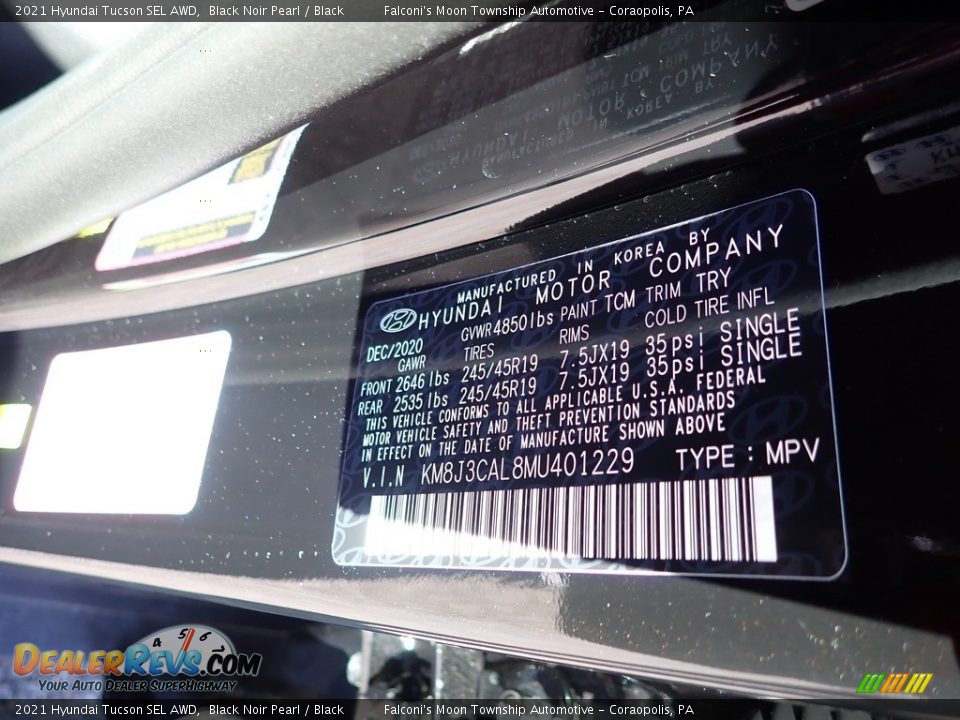 2021 Hyundai Tucson SEL AWD, Black Noir Pearl / Black Falconi's Moon Township Automotive - Coraopolis, PA
MANUFACTURED IN KOREA BY
HYUNDAI MOTOR COMPANY
DEC/2020 GVWR 4850 lbs PAINT TCM TRIM TRY
GAWR TIRES RIMS COLD TIRE INFL
FRONT 2646 lbs 245/45R19 7.5JX19 35psi SINGLE
REAR 2535 lbs 245/45R19 7.5JX19 35psi SINGLE
THIS VEHICLE CONFORMS TO ALL APPLICABLE U.S.A. FEDERAL
MOTOR VEHICLE SAFETY AND THEFT PREVENTION STANDARDS
IN EFFECT ON THE DATE OF MANUFACTURE SHOWN ABOVE
V.I.N KM8J3CAL8MU401229 TYPE : MPV
4 5 6
DealerRevs.com
Your Auto Dealer SuperHighway
2021 Hyundai Tucson SEL AWD, Black Noir Pearl / Black Falconi's Moon Township Automotive - Coraopolis, PA